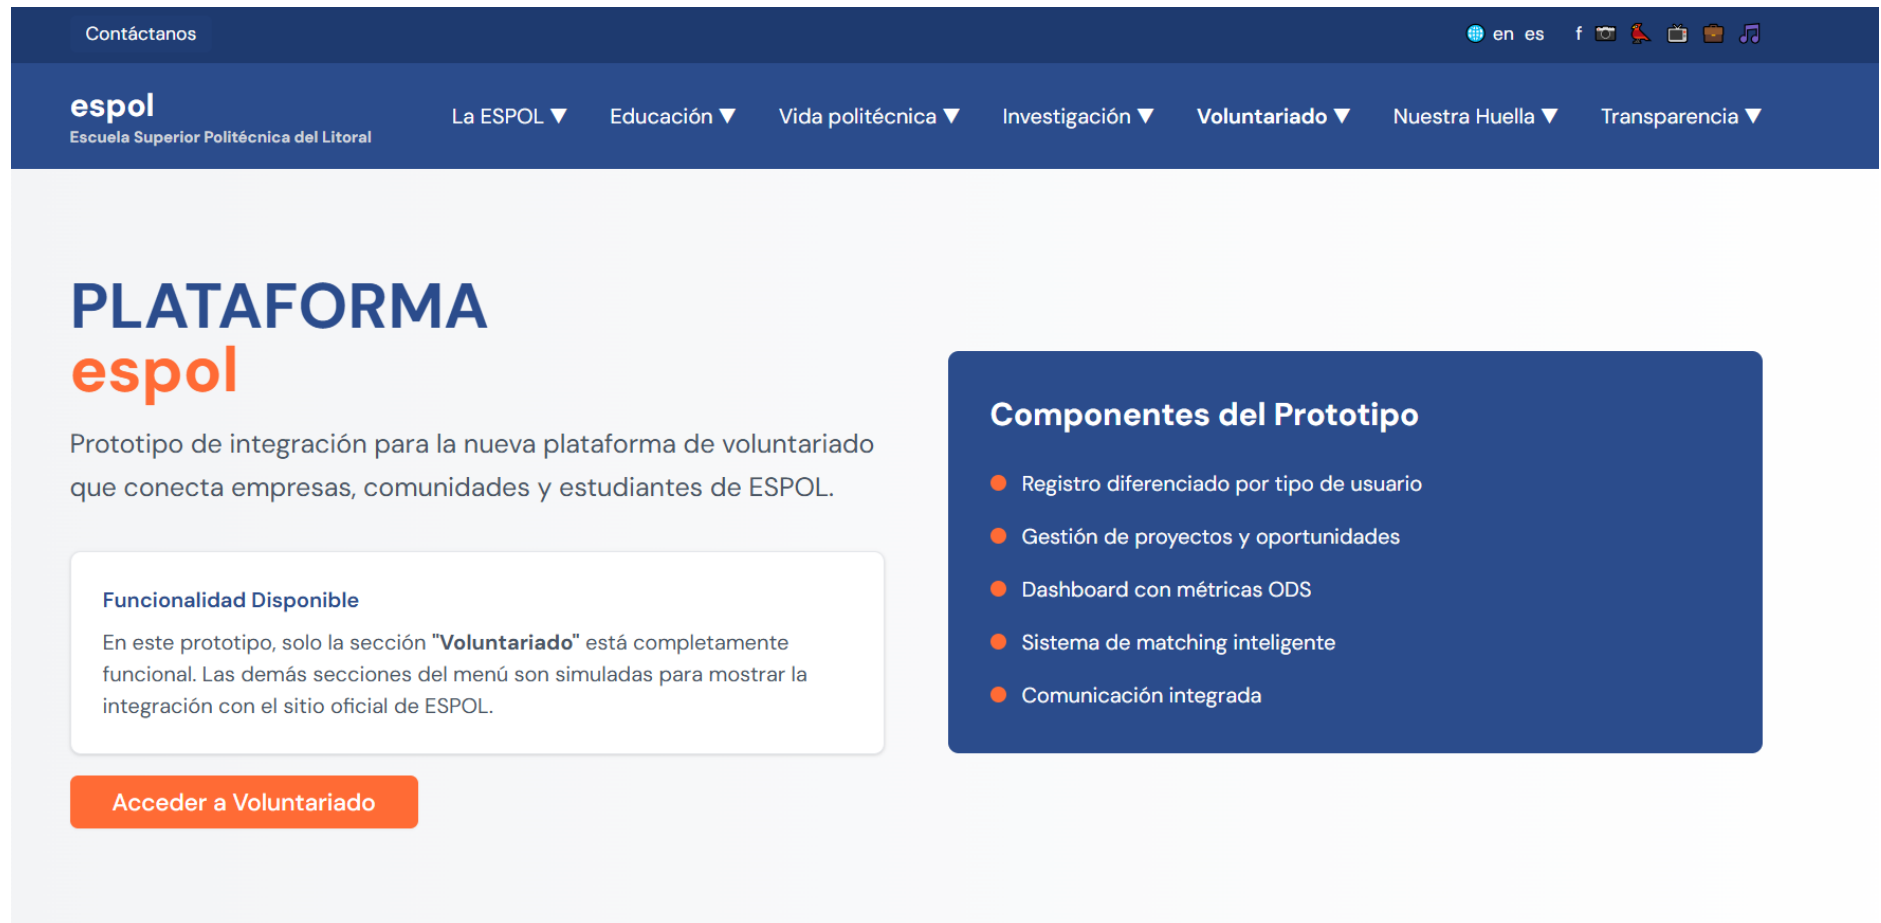 Contáctanos
en es f
espol
Escuela Superior Politécnica del Litoral
La ESPOL ▼ Educación ▼ Vida politécnica ▼ Investigación ▼ Voluntariado ▼ Nuestra Huella ▼ Transparencia ▼
PLATAFORMA
espol
Prototipo de integración para la nueva plataforma de voluntariado
que conecta empresas, comunidades y estudiantes de ESPOL.
Funcionalidad Disponible
En este prototipo, solo la sección "Voluntariado" está completamente
funcional. Las demás secciones del menú son simuladas para mostrar la
integración con el sitio oficial de ESPOL.
Acceder a Voluntariado
Componentes del Prototipo
Registro diferenciado por tipo de usuario
Gestión de proyectos y oportunidades
Dashboard con métricas ODS
Sistema de matching inteligente
Comunicación integrada